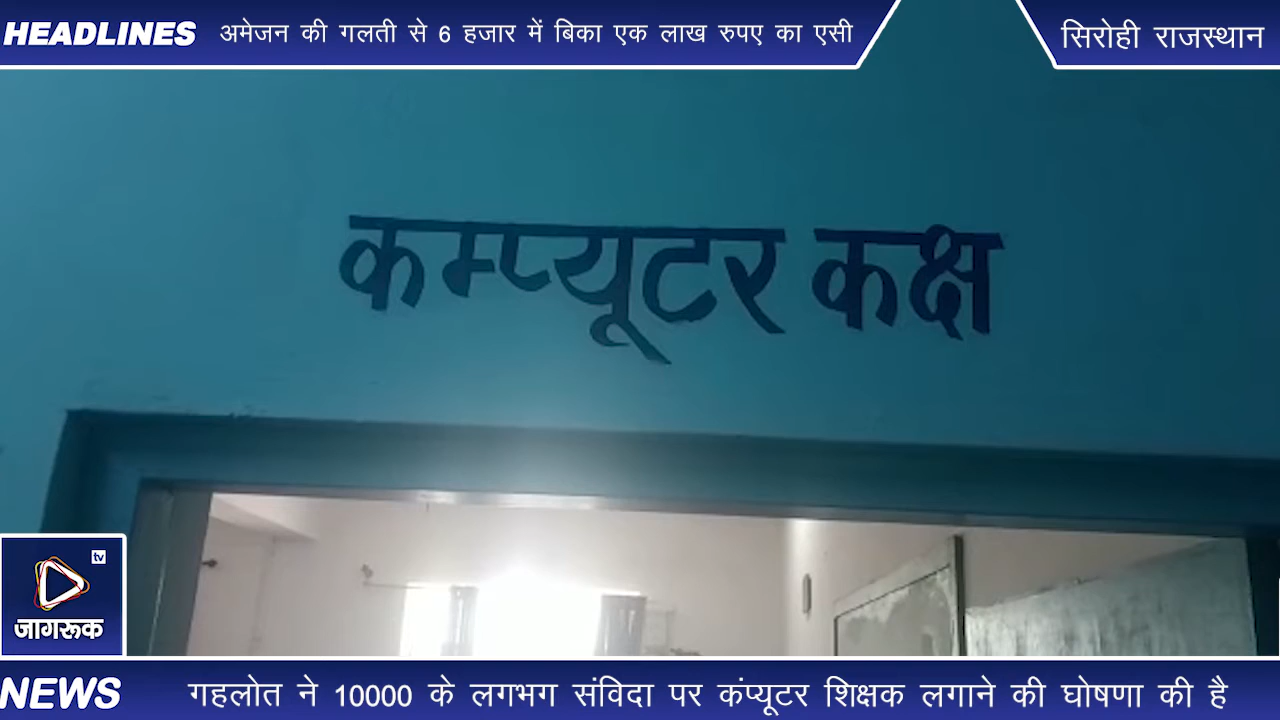 HEADLINES अमेजन की गलती से 6 हजार में बिका एक लाख रुपए का एसी
सिरोही राजस्थान
कम्प्यूटर कक्ष
tv
जागरूक
NEWS गहलोत ने 10000 के लगभग संविदा पर कंप्यूटर शिक्षक लगाने की घोषणा की है